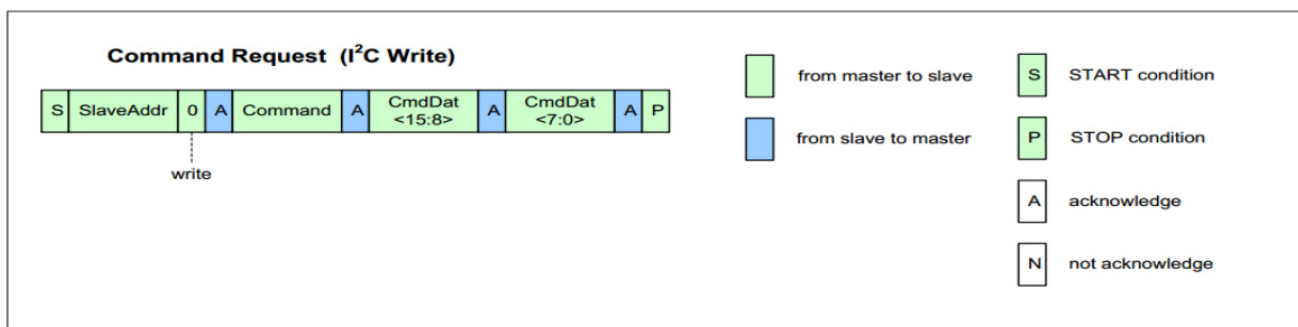 Command Request (I²C Write)
S SlaveAddr 0 A Command A CmdDat <15:8> A CmdDat <7:0> A P
write
from master to slave
from slave to master
S START condition
P STOP condition
A acknowledge
N not acknowledge